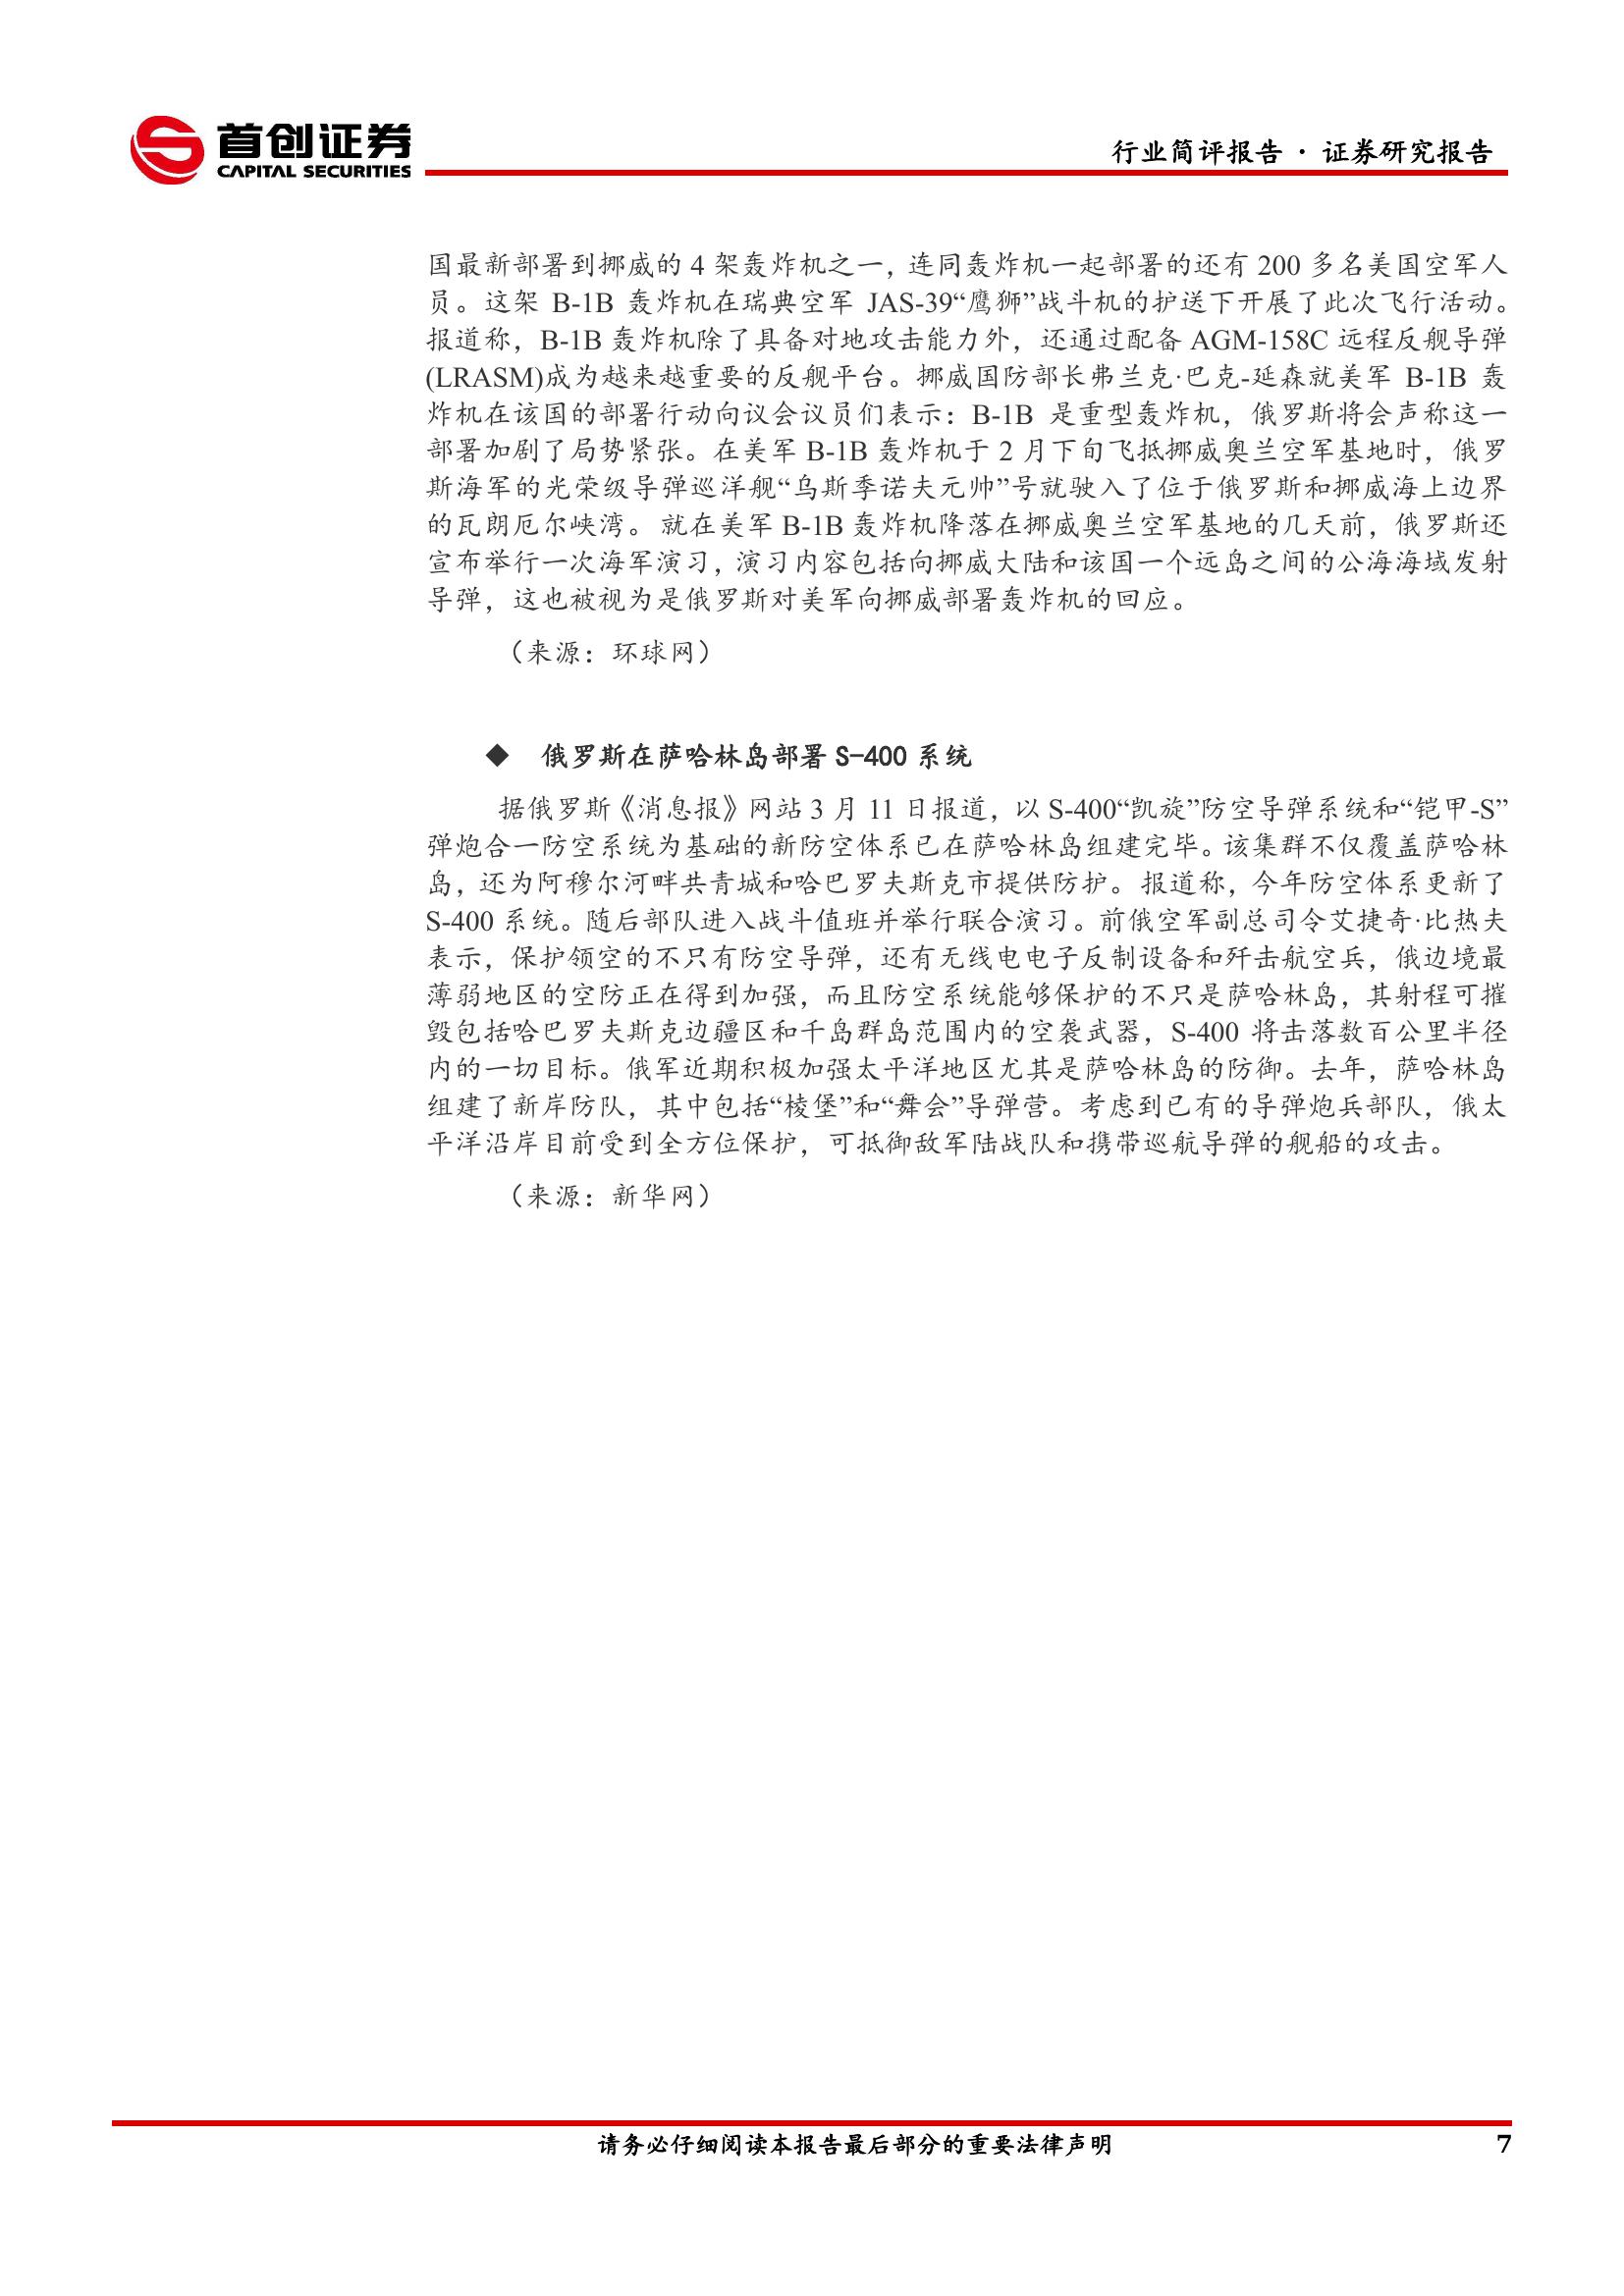 首创证券
CAPITAL SECURITIES
行业简评报告 · 证券研究报告
国最新部署到挪威的 4 架轰炸机之一，连同轰炸机一起部署的还有 200 多名美国空军人
员。这架 B-1B 轰炸机在瑞典空军 JAS-39“鹰狮”战斗机的护送下开展了此次飞行活动。
报道称，B-1B 轰炸机除了具备对地攻击能力外，还通过配备 AGM-158C 远程反舰导弹
(LRASM)成为越来越重要的反舰平台。挪威国防部长弗兰克·巴克-延森就美军 B-1B 轰
炸机在该国的部署行动向议会议员们表示：B-1B 是重型轰炸机，俄罗斯将会声称这一
部署加剧了局势紧张。在美军 B-1B 轰炸机于 2 月下旬飞抵挪威奥兰空军基地时，俄罗
斯海军的光荣级导弹巡洋舰“乌斯季诺夫元帅”号就驶入了位于俄罗斯和挪威海上边界
的瓦朗厄尔峡湾。 就在美军 B-1B 轰炸机降落在挪威奥兰空军基地的几天前，俄罗斯还
宣布举行一次海军演习，演习内容包括向挪威大陆和该国一个远岛之间的公海海域发射
导弹，这也被视为是俄罗斯对美军向挪威部署轰炸机的回应。
（来源：环球网）
◆ 俄罗斯在萨哈林岛部署 S-400 系统
据俄罗斯《消息报》网站 3 月 11 日报道，以 S-400“凯旋”防空导弹系统和“铠甲-S”
弹炮合一防空系统为基础的新防空体系已在萨哈林岛组建完毕。该集群不仅覆盖萨哈林
岛，还为阿穆尔河畔共青城和哈巴罗夫斯克市提供防护。报道称，今年防空体系更新了
S-400 系统。随后部队进入战斗值班并举行联合演习。前俄空军副总司令艾捷奇·比热夫
表示，保护领空的不只有防空导弹，还有无线电电子反制设备和歼击航空兵，俄边境最
薄弱地区的空防正在得到加强，而且防空系统能够保护的不只是萨哈林岛，其射程可摧
毁包括哈巴罗夫斯克边疆区和千岛群岛范围内的空袭武器，S-400 将击落数百公里半径
内的一切目标。俄军近期积极加强太平洋地区尤其是萨哈林岛的防御。去年，萨哈林岛
组建了新岸防队，其中包括“棱堡”和“舞会”导弹营。考虑到已有的导弹炮兵部队，俄太
平洋沿岸目前受到全方位保护，可抵御敌军陆战队和携带巡航导弹的舰船的攻击。
（来源：新华网）
请务必仔细阅读本报告最后部分的重要法律声明
7